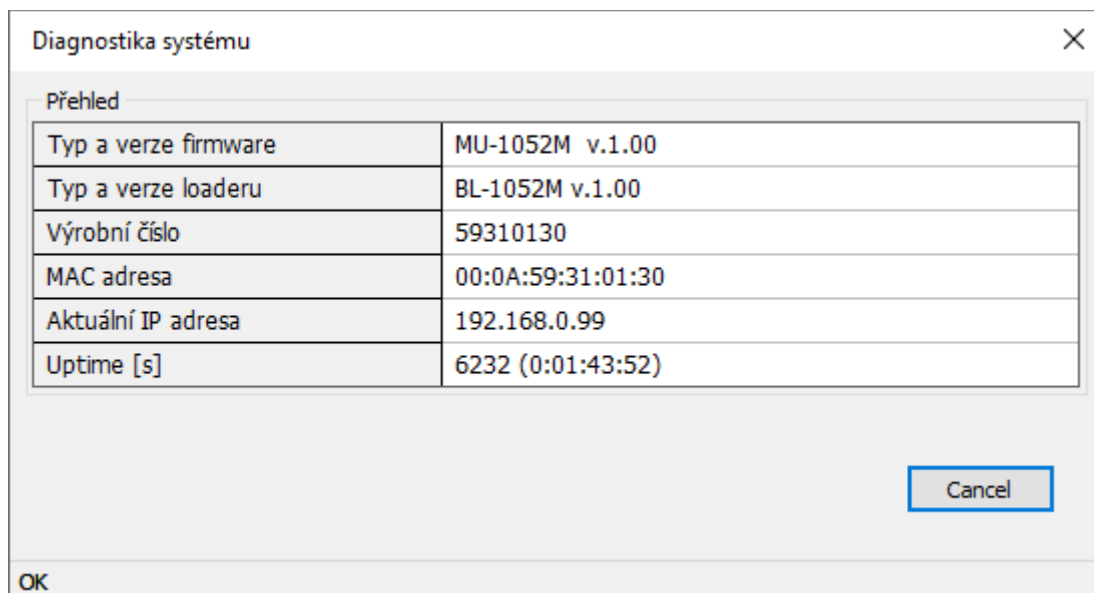 Diagnostika systému
Přehled
Typ a verze firmware MU-1052M v.1.00
Typ a verze loaderu BL-1052M v.1.00
Výrobní číslo 59310130
MAC adresa 00:0A:59:31:01:30
Aktuální IP adresa 192.168.0.99
Uptime [s] 6232 (0:01:43:52)
Cancel
OK